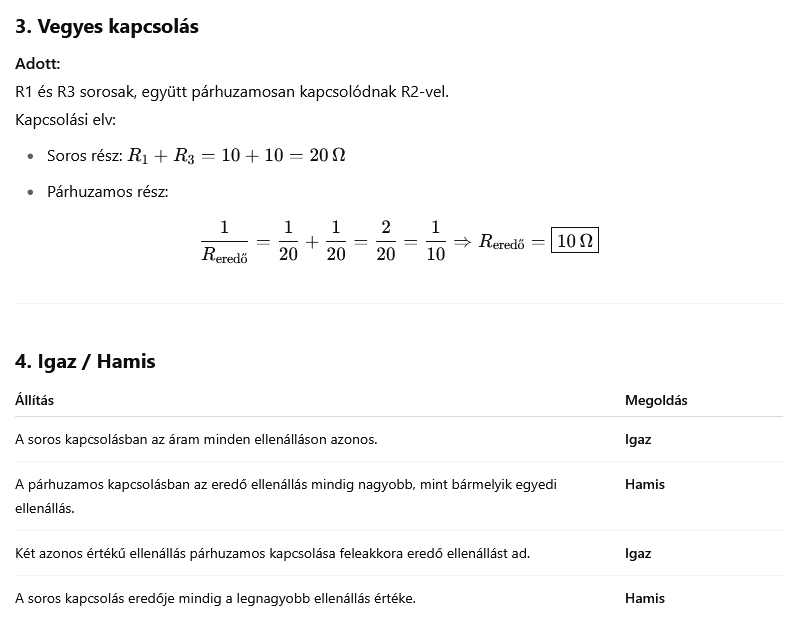 3. Vegyes kapcsolás
Adott:
R1 és R3 sorosak, együtt párhuzamosan kapcsolódnak R2-vel.
Kapcsolási elv:
• Soros rész: R₁ + R₃ = 10 + 10 = 20 Ω
• Párhuzamos rész:
1/R_eredő = 1/20 + 1/20 = 2/20 = 1/10 ⇒ R_eredő = 10 Ω
4. Igaz / Hamis
Állítás Megoldás
A soros kapcsolásban az áram minden ellenálláson azonos. Igaz
A párhuzamos kapcsolásban az eredő ellenállás mindig nagyobb, mint bármelyik egyedi Hamis
ellenállás.
Két azonos értékű ellenállás párhuzamos kapcsolása feleakkora eredő ellenállást ad. Igaz
A soros kapcsolás eredője mindig a legnagyobb ellenállás értéke. Hamis